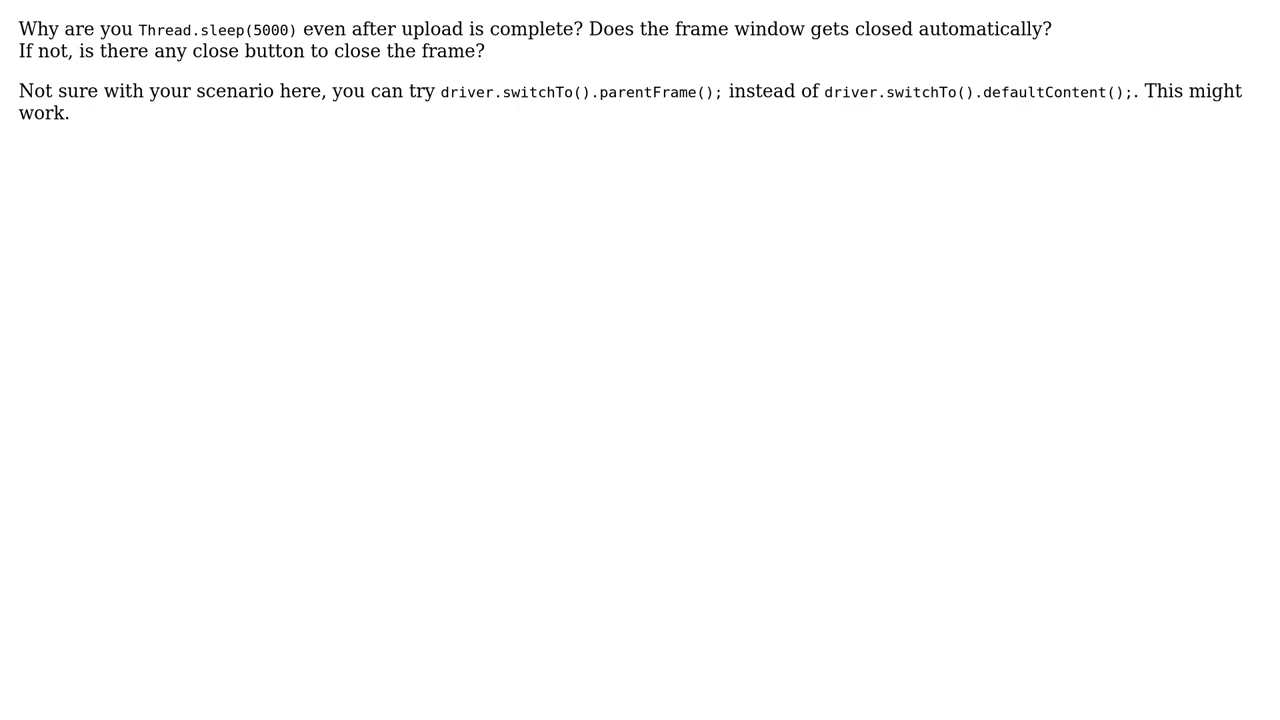 Why are you Thread.sleep(5000) even after upload is complete? Does the frame window gets closed automatically?
If not, is there any close button to close the frame?
Not sure with your scenario here, you can try driver.switchTo().parentFrame(); instead of driver.switchTo().defaultContent();. This might
work.